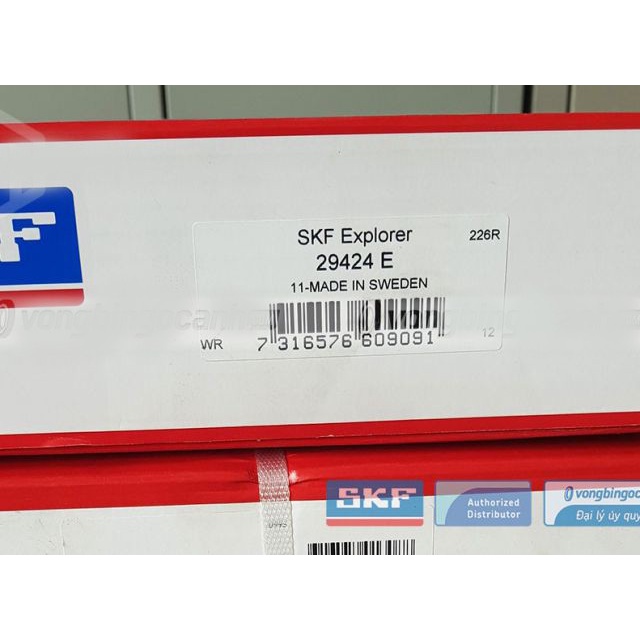 SKF Explorer
226R
29424 E
11-MADE IN SWEDEN
WR
7 316576 609091
12
SKF
Authorized
Distributor
vongbingoc
Đại lý ủy quy